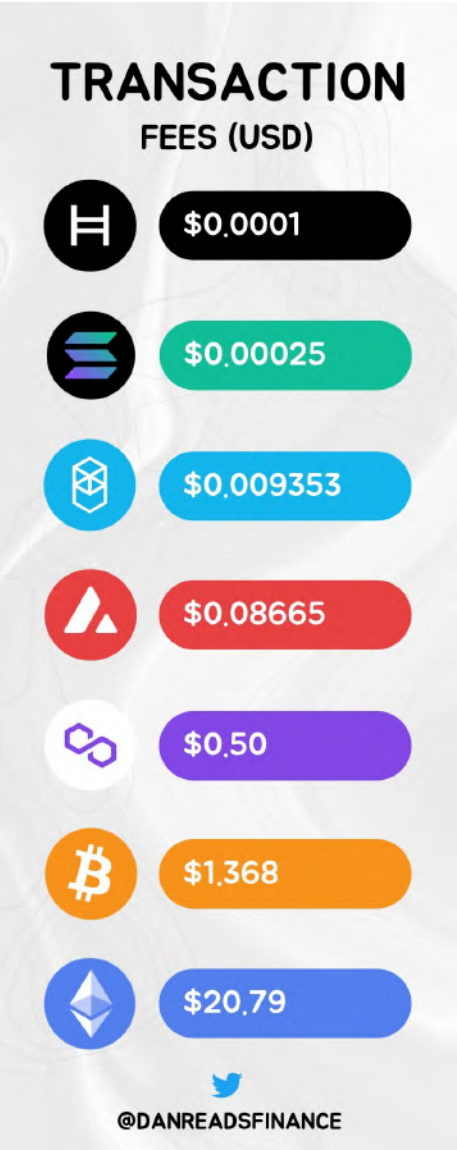 TRANSACTION
FEES (USD)
$0.0001
$0.00025
$0.009353
$0.08665
$0.50
$1.368
$20.79
@DANREADSFINANCE